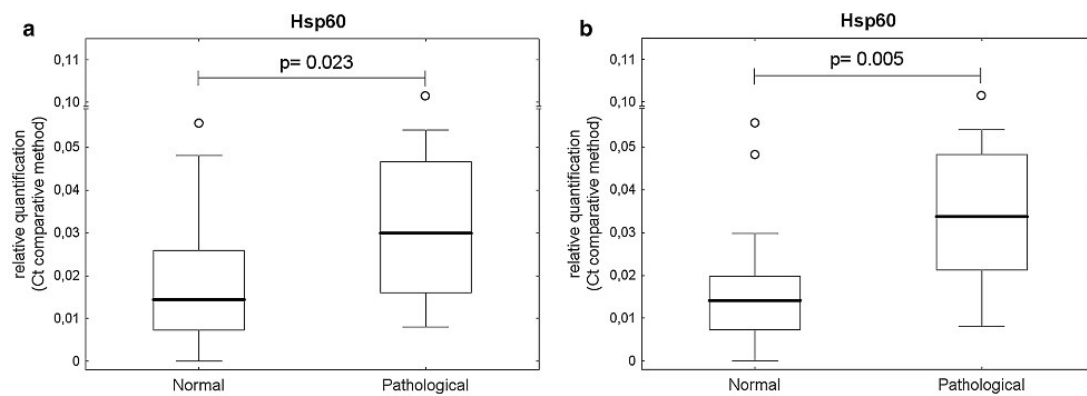 a
Hsp60
0,11
p= 0.023
0,10
0,05
0,04
0,03
0,02
0,01
0
relative quantification
(Ct comparative method)
Normal Pathological
b
Hsp60
0,11
p= 0.005
0,10
0,05
0,04
0,03
0,02
0,01
0
relative quantification
(Ct comparative method)
Normal Pathological